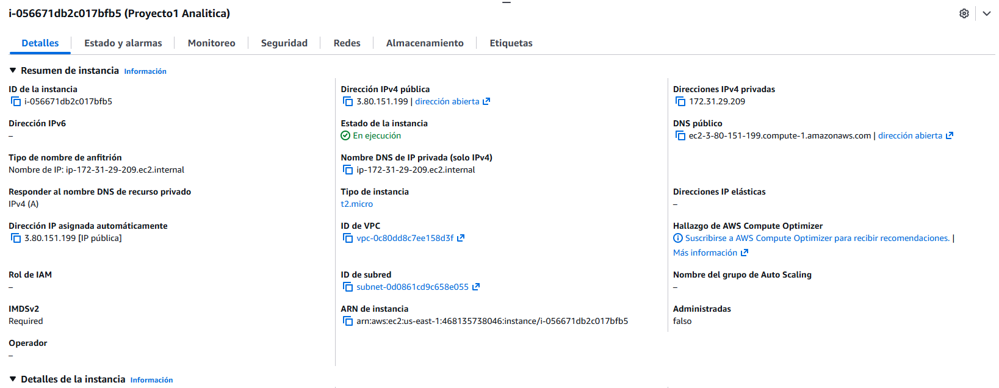 i-056671db2c017bfb5 (Proyecto1 Analitica)
Detalles
Estado y alarmas
Monitoreo
Seguridad
Redes
Almacenamiento
Etiquetas
Resumen de instancia Información
ID de la instancia
i-056671db2c017bfb5
Dirección IPv4 pública
3.80.151.199 | dirección abierta
Direcciones IPv4 privadas
172.31.29.209
Dirección IPv6
–
Estado de la instancia
En ejecución
DNS público
ec2-3-80-151-199.compute-1.amazonaws.com | dirección abierta
Tipo de nombre de anfitrión
Nombre de IP: ip-172-31-29-209.ec2.internal
Nombre DNS de IP privada (solo IPv4)
ip-172-31-29-209.ec2.internal
Responder al nombre DNS de recurso privado
IPv4 (A)
Tipo de instancia
t2.micro
Direcciones IP elásticas
–
Dirección IP asignada automáticamente
3.80.151.199 [IP pública]
ID de VPC
vpc-0c80dd8c7ee158d3f
Hallazgo de AWS Compute Optimizer
Suscribirse a AWS Compute Optimizer para recibir recomendaciones. |
Más información
Rol de IAM
–
ID de subred
subnet-0d0861cd9c658e055
Nombre del grupo de Auto Scaling
–
IMDSv2
Required
ARN de instancia
arn:aws:ec2:us-east-1:468135738046:instance/i-056671db2c017bfb5
Administradas
falso
Operador
–
Detalles de la instancia Información